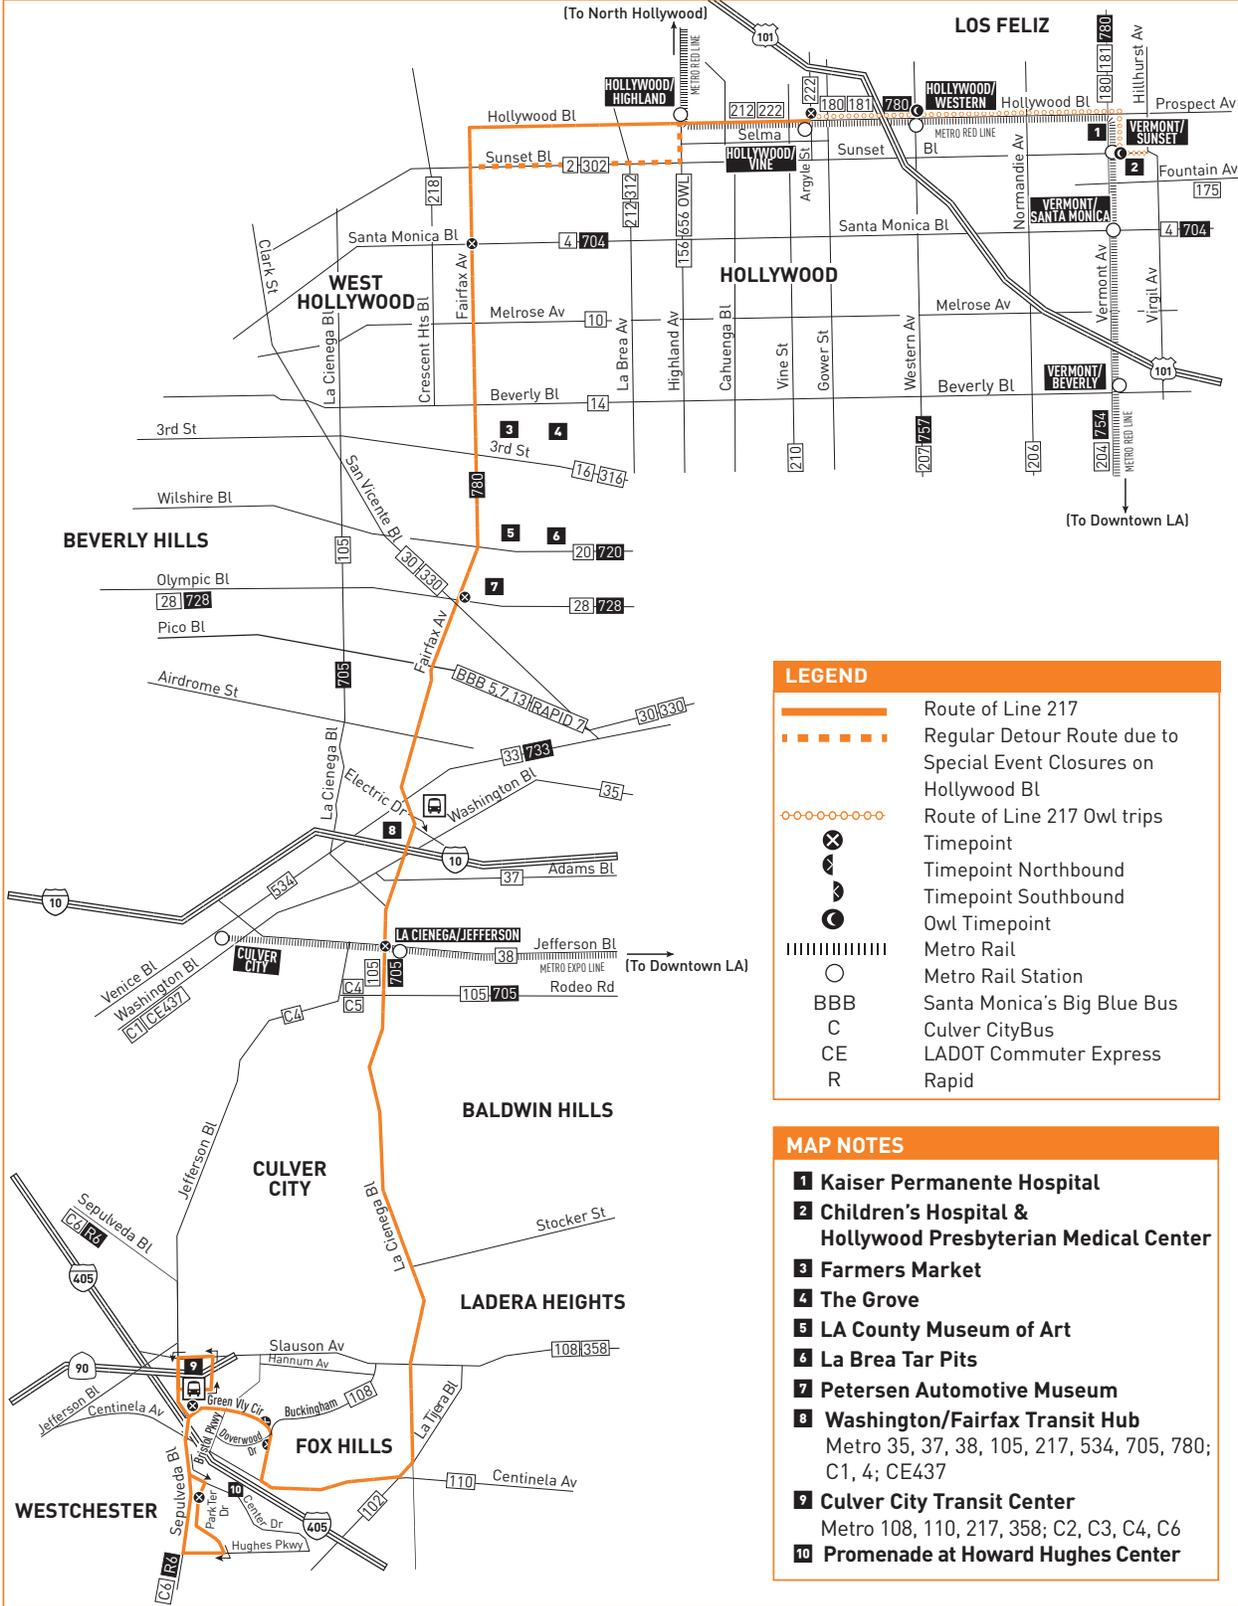 (To North Hollywood)
LOS FELIZ
101
METRO RED LINE
HOLLYWOOD/
HIGHLAND
222
180 181 780
Hillhurst Av
HOLLYWOOD/
WESTERN
Hollywood Bl
212 222
180 181 780
Hollywood Bl
Prospect Av
Selma
METRO RED LINE
1
VERMONT/
SUNSET
Sunset Bl
2 302
HOLLYWOOD/
VINE
Argyle St
Sunset Bl
Normandie Av
2
Fountain Av
175
218
212 312
156 656 OWL
VERMONT/
SANTA MONICA
Santa Monica Bl
4 704
Santa Monica Bl
4 704
Clark St
WEST
HOLLYWOOD
Fairfax Av
HOLLYWOOD
Vermont Av
Virgil Av
La Cienega Bl
Crescent Hts Bl
Melrose Av
10
La Brea Av
Highland Av
Cahuenga Bl
Vine St
Gower St
Western Av
Melrose Av
101
VERMONT/
BEVERLY
Beverly Bl
14
Beverly Bl
3rd St
3
4
3rd St
16 316
210
207 757
206
204 754
METRO RED LINE
(To Downtown LA)
San Vicente Bl
780
Wilshire Bl
BEVERLY HILLS
105
5
6
20 720
30 330
Olympic Bl
28 728
7
28 728
Pico Bl
Fairfax Av
705
BBB 5,7,13 RAPID 7
Airdrome St
30 330
33 733
La Cienega Bl
Electric Dr
Washington Bl
35
8
10
Adams Bl
37
534
10
LA CIENEGA/JEFFERSON
CULVER
CITY
Jefferson Bl
38
METRO EXPO LINE
(To Downtown LA)
Venice Bl
Washington Bl
C1 CE437
105
705
C4
C5
105 705
Rodeo Rd
C4
BALDWIN HILLS
CULVER
CITY
Jefferson Bl
Sepulveda Bl
C6 R6
La Cienega Bl
Stocker St
405
LADERA HEIGHTS
Slauson Av
Hannum Av
108 358
90
9
Jefferson Bl
Centinela Av
Green Vly Cir
Buckingham
108
La Tijera Bl
Bristol Pkwy
Doverwood
Dr
FOX HILLS
Sepulveda Bl
110
Centinela Av
WESTCHESTER
10
ParkTer
Dr
Center Dr
102
405
Hughes Pkwy
C6 R6
LEGEND
Route of Line 217
Regular Detour Route due to
Special Event Closures on
Hollywood Bl
Route of Line 217 Owl trips
Timepoint
Timepoint Northbound
Timepoint Southbound
Owl Timepoint
Metro Rail
Metro Rail Station
BBB Santa Monica's Big Blue Bus
C Culver CityBus
CE LADOT Commuter Express
R Rapid
MAP NOTES
1 Kaiser Permanente Hospital
2 Children's Hospital &
Hollywood Presbyterian Medical Center
3 Farmers Market
4 The Grove
5 LA County Museum of Art
6 La Brea Tar Pits
7 Petersen Automotive Museum
8 Washington/Fairfax Transit Hub
Metro 35, 37, 38, 105, 217, 534, 705, 780;
C1, 4; CE437
9 Culver City Transit Center
Metro 108, 110, 217, 358; C2, C3, C4, C6
10 Promenade at Howard Hughes Center